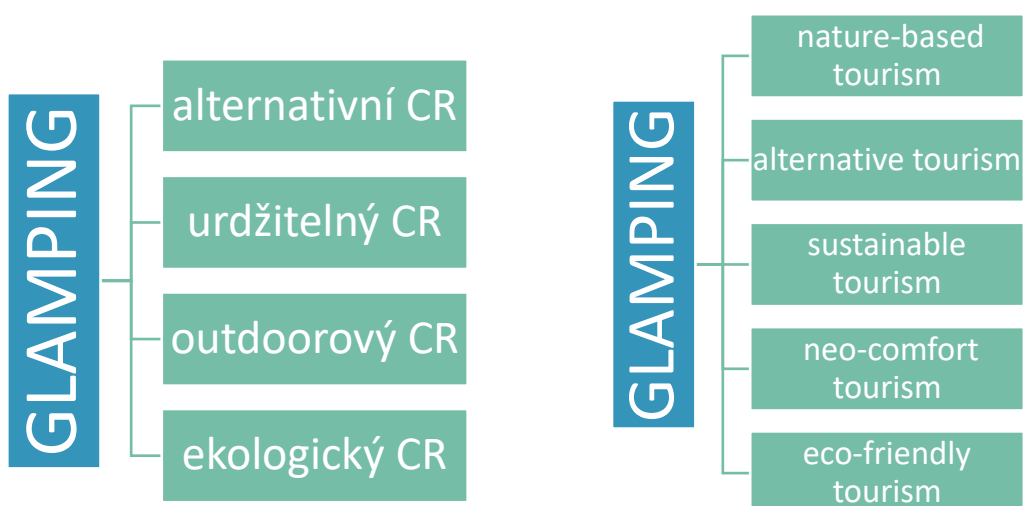 GLAMPING
alternativní CR
urdžitelný CR
outdoorový CR
ekologický CR
GLAMPING
nature-based
tourism
alternative tourism
sustainable
tourism
neo-comfort
tourism
eco-friendly
tourism